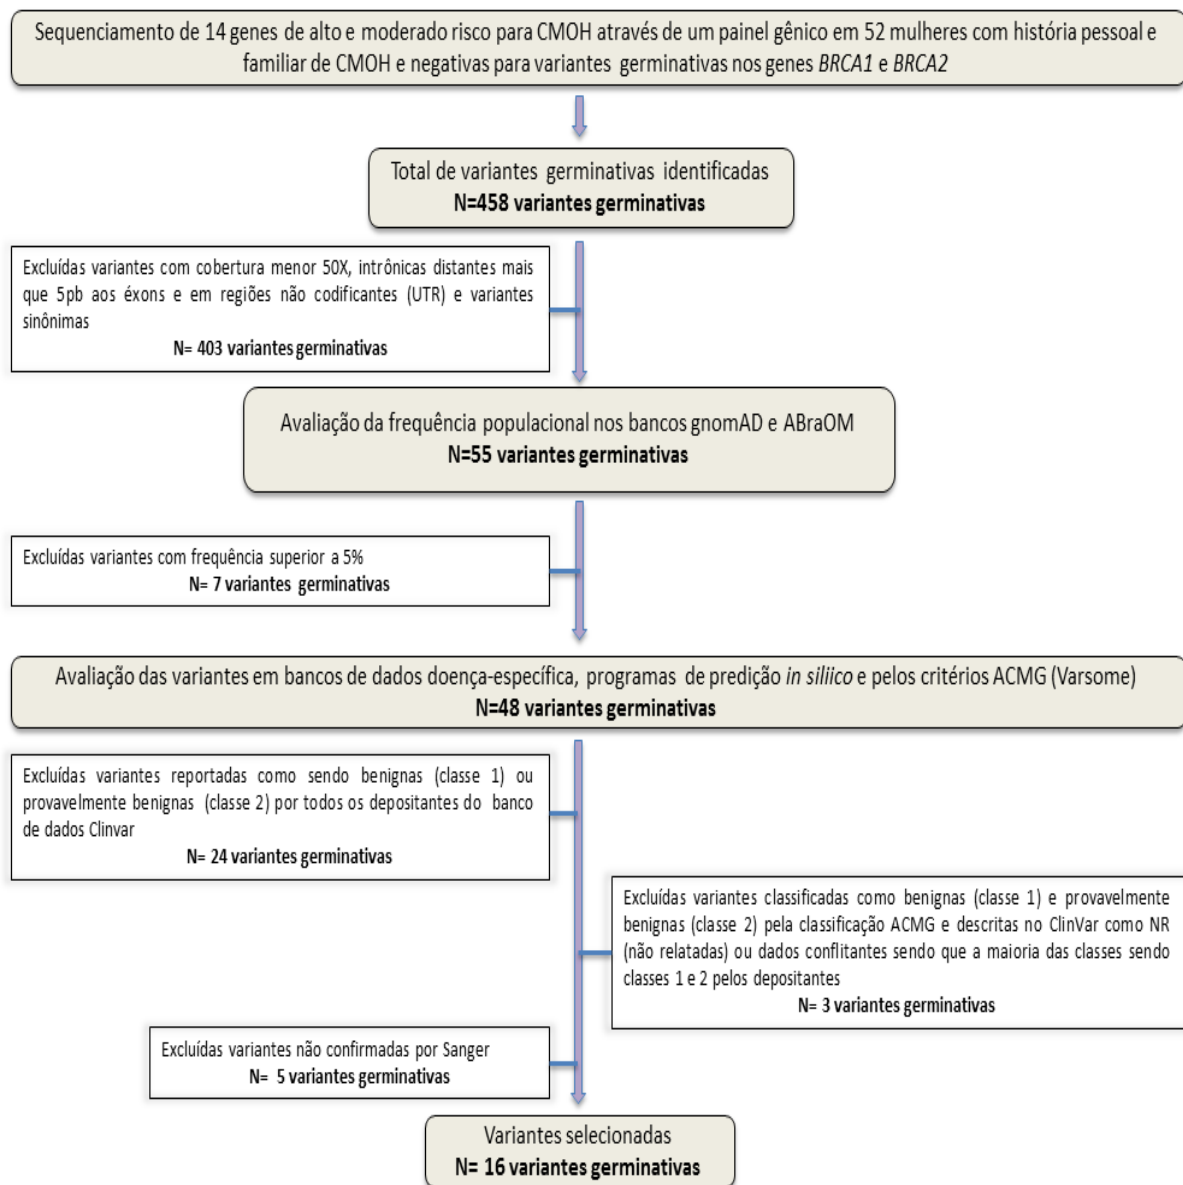 Sequenciamento de 14 genes de alto e moderado risco para CMOH através de um painel gênico em 52 mulheres com história pessoal e
familiar de CMOH e negativas para variantes germinativas nos genes BRCA1 e BRCA2
Total de variantes germinativas identificadas
N=458 variantes germinativas
Excluídas variantes com cobertura menor 50X, intrônicas distantes mais
que 5pb aos éxons e em regiões não codificantes (UTR) e variantes
sinônimas
N= 403 variantes germinativas
Avaliação da frequência populacional nos bancos gnomAD e ABraOM
N=55 variantes germinativas
Excluídas variantes com frequência superior a 5%
N= 7 variantes germinativas
Avaliação das variantes em bancos de dados doença-específica, programas de predição in siliico e pelos critérios ACMG (Varsome)
N=48 variantes germinativas
Excluídas variantes reportadas como sendo benignas (classe 1) ou
provavelmente benignas (classe 2) por todos os depositantes do banco
de dados Clinvar
N= 24 variantes germinativas
Excluídas variantes classificadas como benignas (classe 1) e provavelmente
benignas (classe 2) pela classificação ACMG e descritas no ClinVar como NR
(não relatadas) ou dados conflitantes sendo que a maioria das classes sendo
classes 1 e 2 pelos depositantes
N= 3 variantes germinativas
Excluídas variantes não confirmadas por Sanger
N= 5 variantes germinativas
Variantes selecionadas
N= 16 variantes germinativas